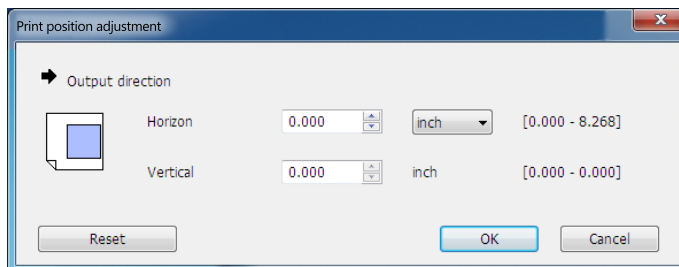 Print position adjustment
Output direction
Horizon 0.000 inch [0.000 - 8.268]
Vertical 0.000 inch [0.000 - 0.000]
Reset OK Cancel